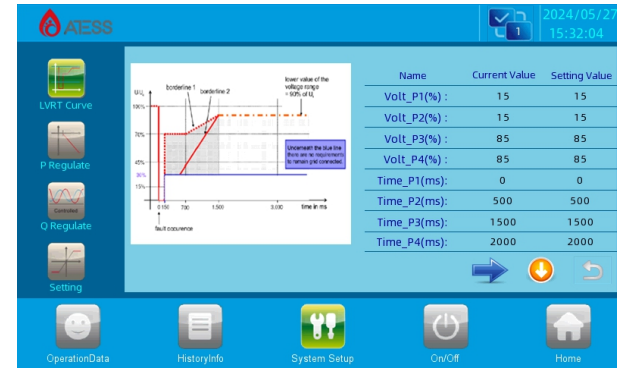 ATESS
1
2024/05/27
15:32:04
LVRT Curve
P Regulate
Controlled
Q Regulate
Setting
U/U
borderline 1
borderline 2
lower value of the
voltage range
= 90% of U
100%
70%
45%
30%
15%
Underneath the blue line
there are no requirements
to remain grid connected.
0 150 700 1.500 3.000 time in ms
fault occurence
Name Current Value Setting Value
Volt_P1(%) : 15 15
Volt_P2(%) : 15 15
Volt_P3(%) : 85 85
Volt_P4(%) : 85 85
Time_P1(ms): 0 0
Time_P2(ms): 500 500
Time_P3(ms): 1500 1500
Time_P4(ms): 2000 2000
OperationData
HistoryInfo
System Setup
On/Off
Home